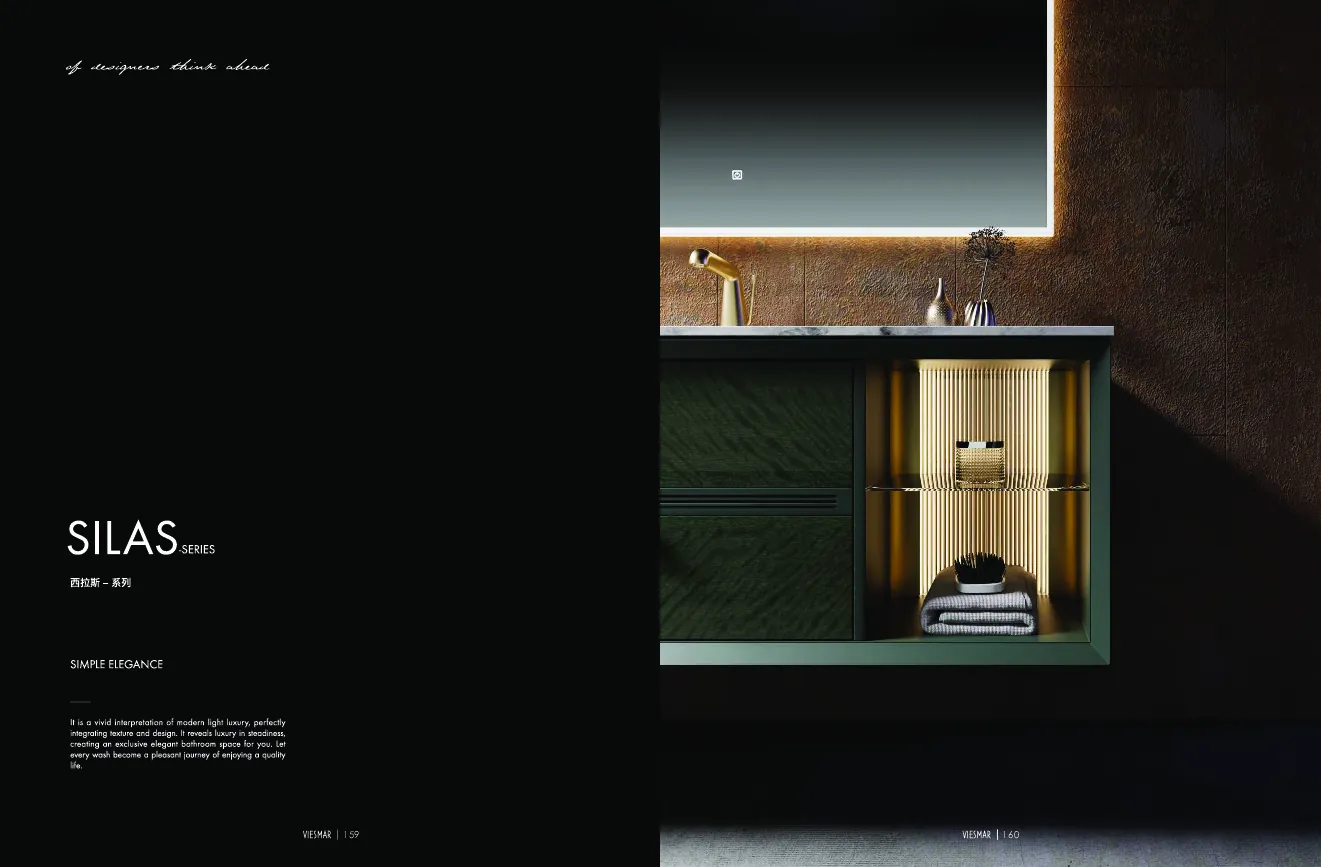 of designers think ahead
SILAS-SERIES
西拉斯 – 系列
SIMPLE ELEGANCE
It is a vivid interpretation of modern light luxury, perfectly
integrating texture and design. It reveals luxury in steadiness,
creating an exclusive elegant bathroom space for you. Let
every wash become a pleasant journey of enjoying a quality
life.
VIESMAR | 159
VIESMAR | 160